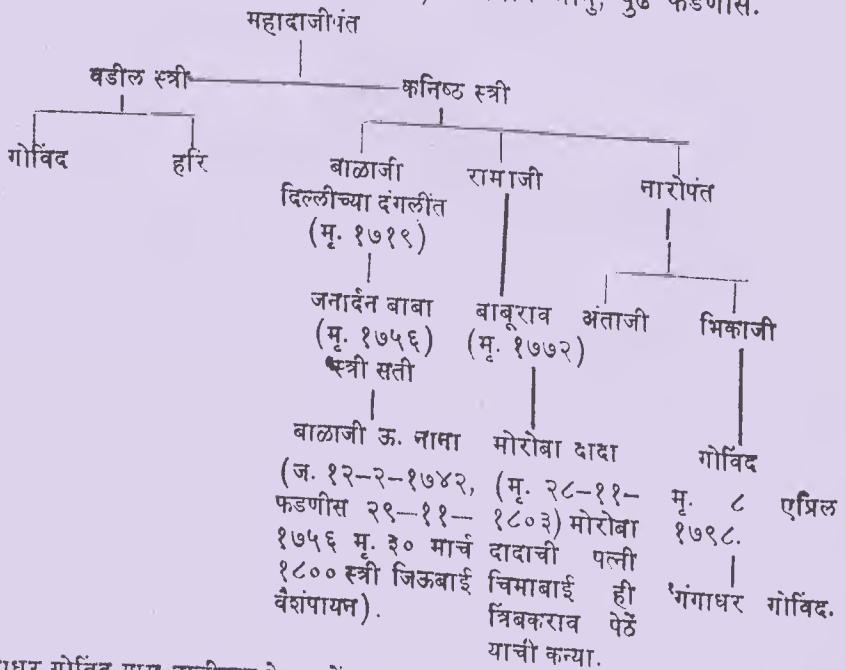 पुढें फडणीस.
महादाजीपंत
वडील स्त्री कनिष्ठ स्त्री
गोविंद हरि बाळाजी रामाजी नारोपंत
दिल्लीच्या दंगलींत
(मृ. १७१९)
जनार्दन बाबा बाबूराव अंताजी भिकाजी
(मृ. १७५६) (मृ. १७७२)
स्त्री सती
बाळाजी ऊ. नाना मोरोबा दादा गोविंद
(ज. १२-२-१७४२, (मृ. २८-११- मृ. ८ एप्रिल
फडणीस २९-११- १८०३) मोरोबा १७९८.
१७५६ मृ. ३० मार्च दादाची पत्नी
१८०० स्त्री जिऊबाई चिमाबाई ही गंगाधर गोविंद.
वैशंपायन). त्रिंबकराव पेठें
याची कन्या.
गोविंद